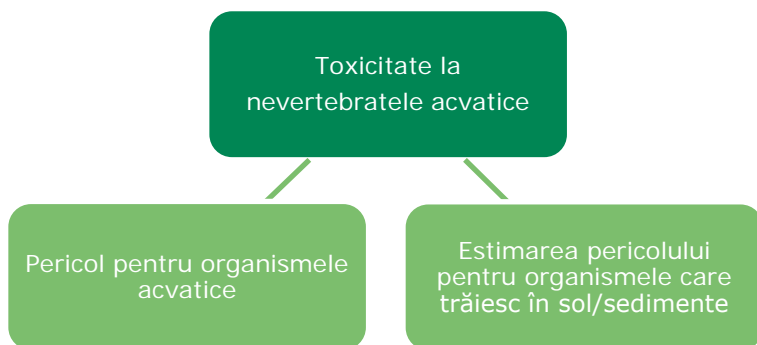 Toxicitate la
nevertebratele acvatice
Pericol pentru organismele
acvatice
Estimarea pericolului
pentru organismele care
trăiesc în sol/sedimente